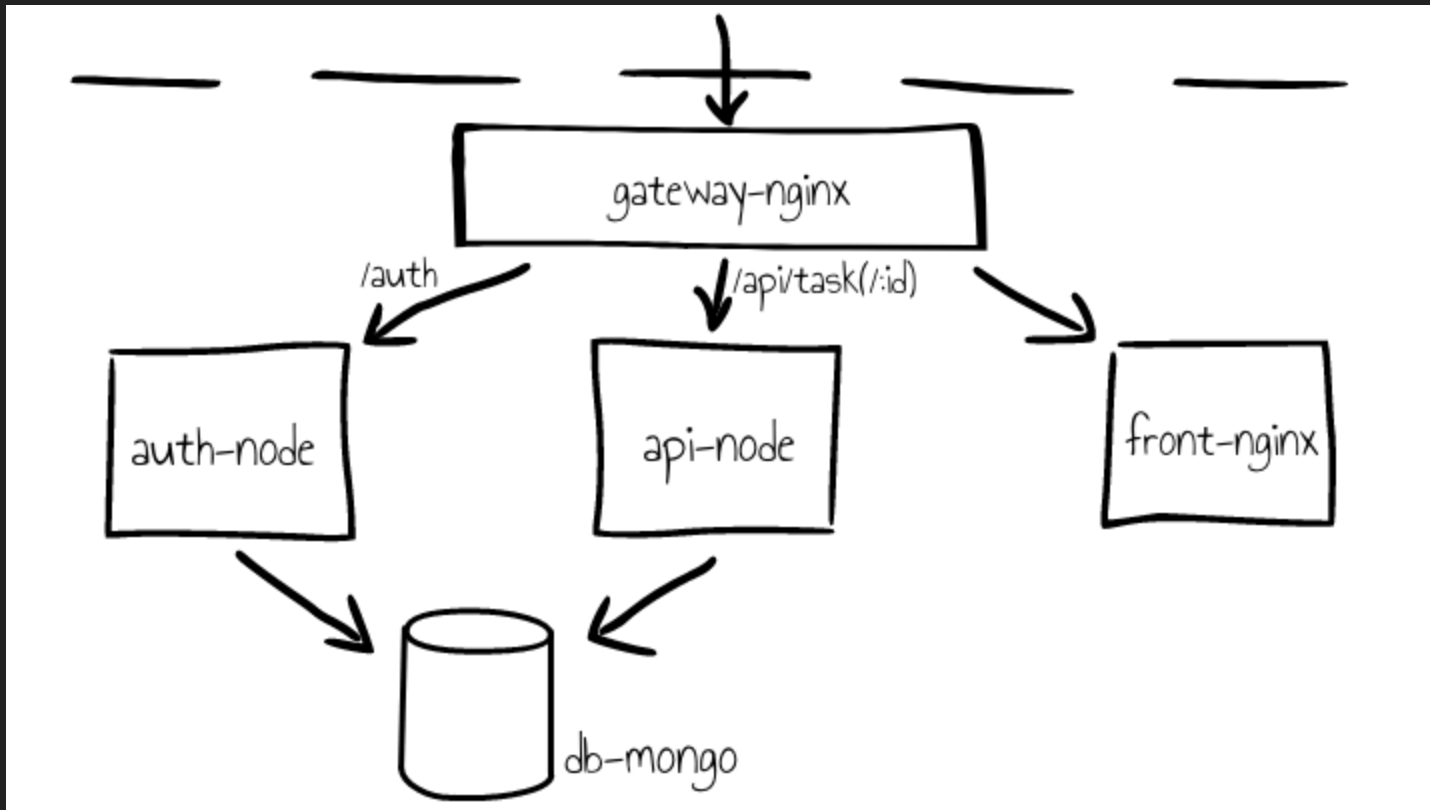 gateway-nginx
/auth
/api/task(/:id)
auth-node
api-node
front-nginx
db-mongo